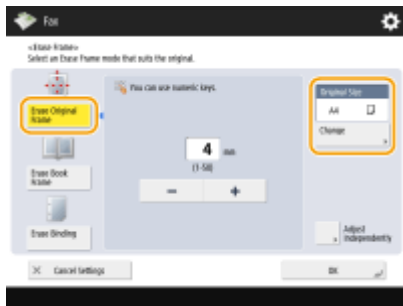 Fax
<Erase Frame>
Select an Erase Frame mode that suits the original.
Erase Original
Frame
You can use numeric keys.
4 mm
(1-50)
−
+
Erase Book
Frame
Erase Binding
Original Size
A4
Change
Adjust
Independently
Cancel Settings
OK